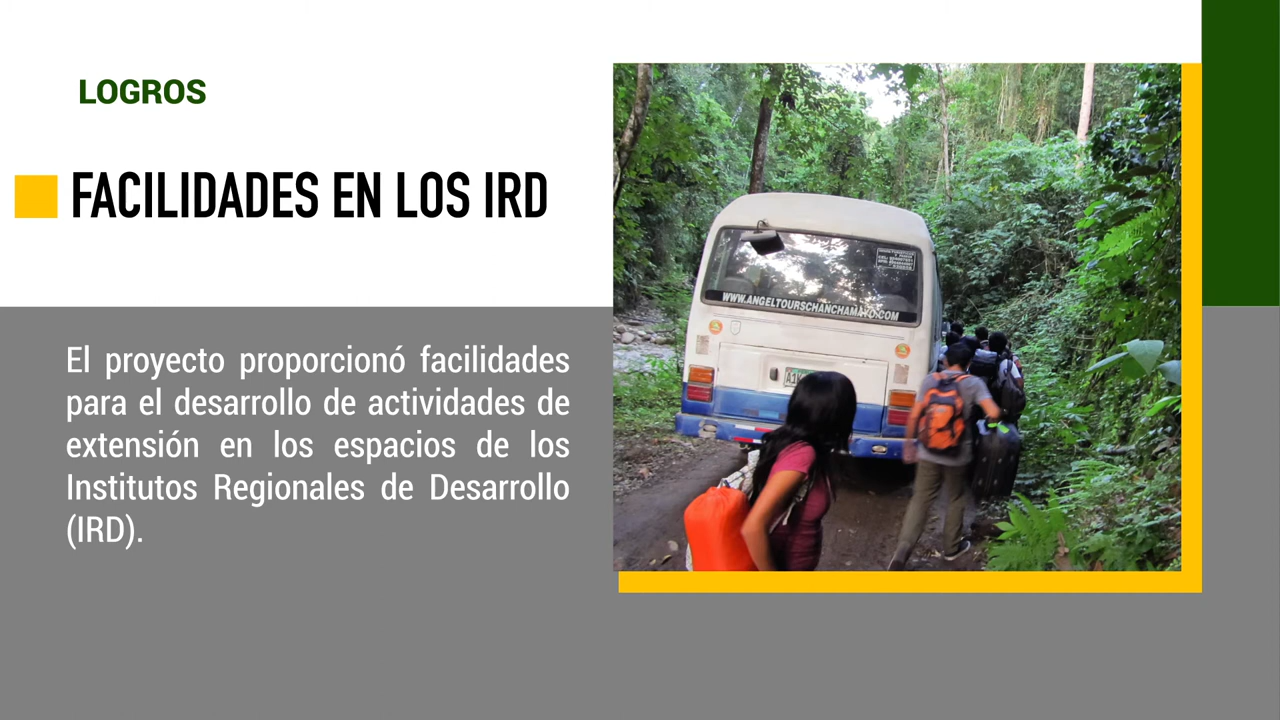 LOGROS
FACILIDADES EN LOS IRD
El proyecto proporcionó facilidades
para el desarrollo de actividades de
extensión en los espacios de los
Institutos Regionales de Desarrollo
(IRD).
WWW.ANGELTOURSCHANCHAMAYO.COM